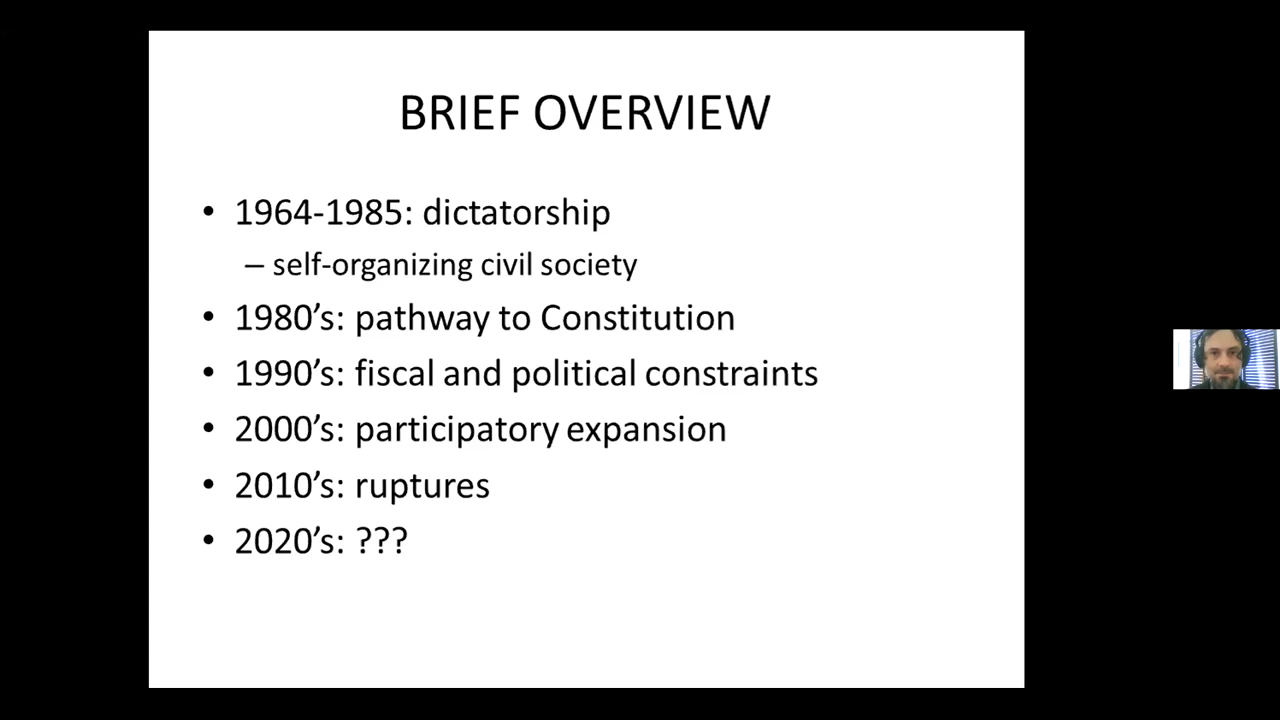 BRIEF OVERVIEW
• 1964-1985: dictatorship
– self-organizing civil society
• 1980’s: pathway to Constitution
• 1990’s: fiscal and political constraints
• 2000’s: participatory expansion
• 2010’s: ruptures
• 2020’s: ???